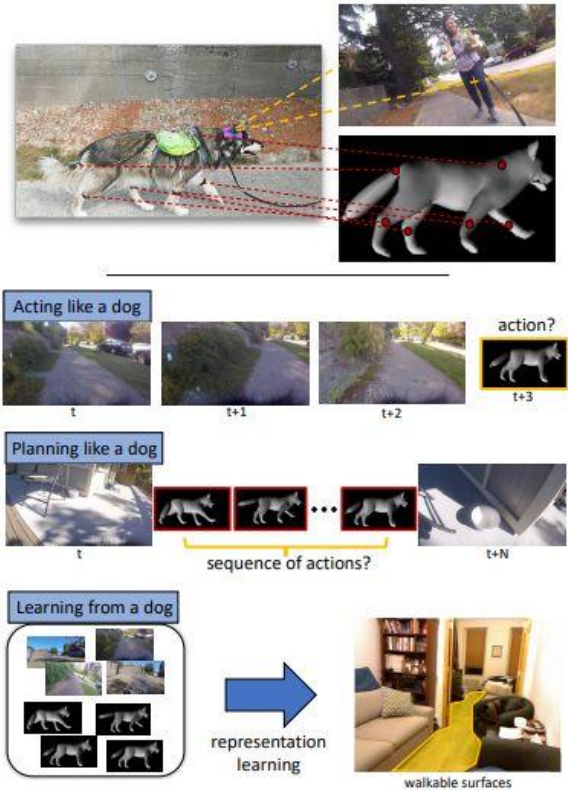 Acting like a dog
action?
t
t+1
t+2
t+3
Planning like a dog
t
t+N
sequence of actions?
Learning from a dog
representation
learning
walkable surfaces